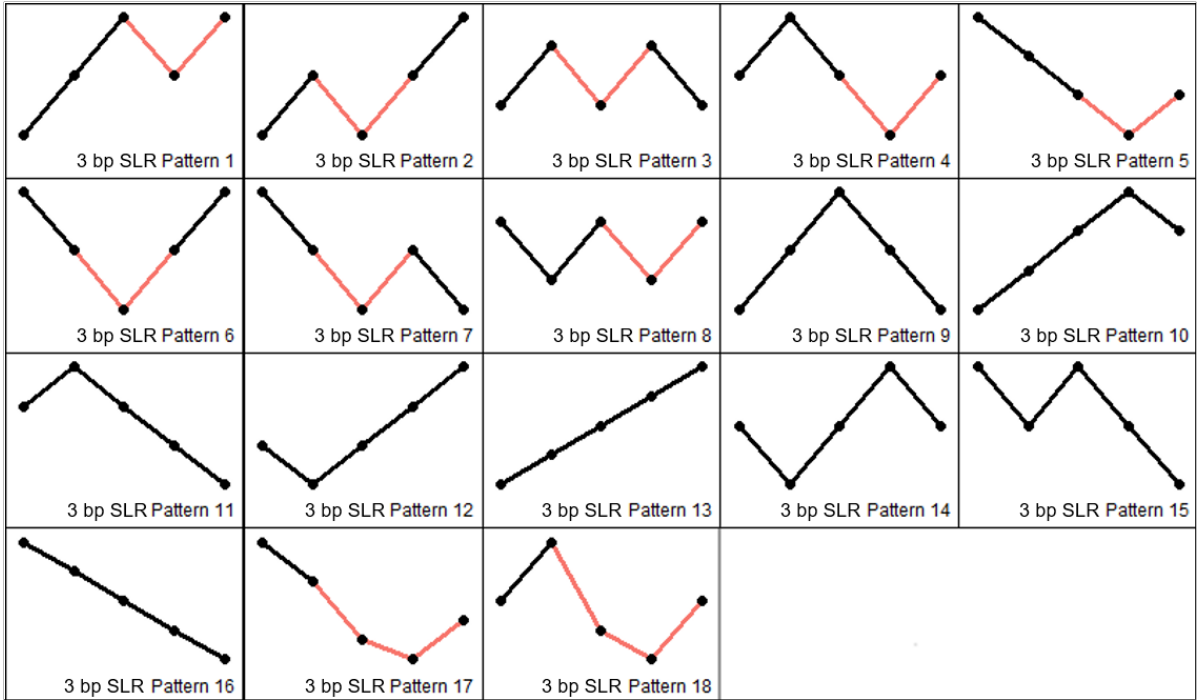 3 bp SLR Pattern 1
3 bp SLR Pattern 2
3 bp SLR Pattern 3
3 bp SLR Pattern 4
3 bp SLR Pattern 5
3 bp SLR Pattern 6
3 bp SLR Pattern 7
3 bp SLR Pattern 8
3 bp SLR Pattern 9
3 bp SLR Pattern 10
3 bp SLR Pattern 11
3 bp SLR Pattern 12
3 bp SLR Pattern 13
3 bp SLR Pattern 14
3 bp SLR Pattern 15
3 bp SLR Pattern 16
3 bp SLR Pattern 17
3 bp SLR Pattern 18